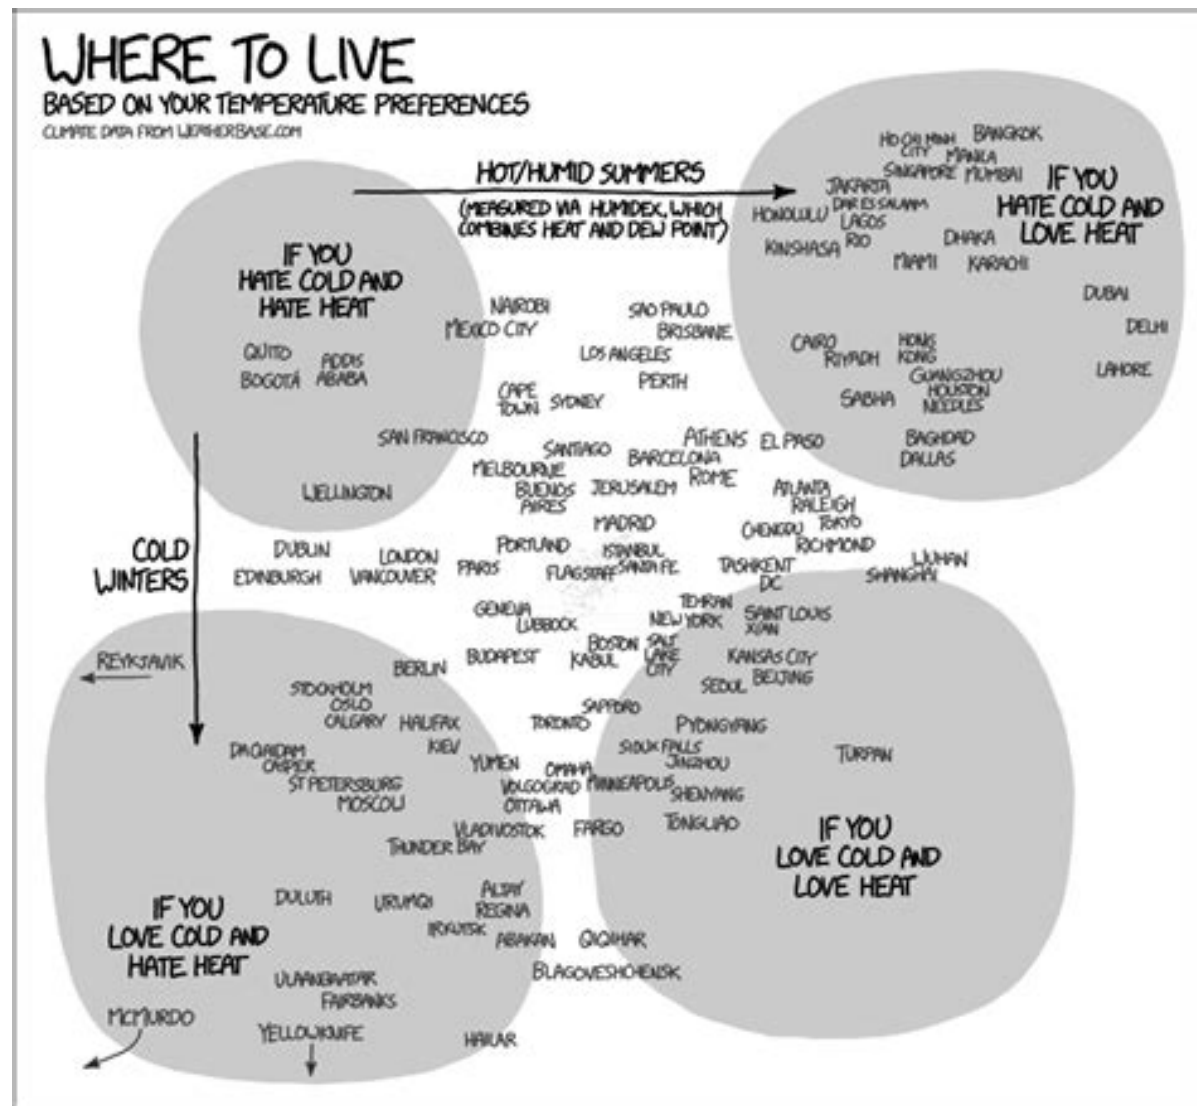 WHERE TO LIVE
BASED ON YOUR TEMPERATURE PREFERENCES
CLIMATE DATA FROM WEATHERBASE.COM
HOT/HUMID SUMMERS
(MEASURED VIA HUMIDEX, WHICH
COMBINES HEAT AND DEW POINT)
COLD
WINTERS
IF YOU
HATE COLD AND
HATE HEAT
QUITO
ADDIS
ABABA
BOGOTÁ
SAN FRANCISCO
WELLINGTON
IF YOU
HATE COLD AND
LOVE HEAT
HO CHI MINH
CITY
BANGKOK
MANILA
SINGAPORE
MUMBAI
JAKARTA
DAR ES SALAAM
HONOLULU
LAGOS
KINSHASA
RIO
DHAKA
MIAMI
KARACHI
DUBAI
DELHI
CAIRO
RIYADH
HONG
KONG
LAHORE
GUANGZHOU
HOUSTON
SABHA
NEEDLES
BAGHDAD
DALLAS
NAIROBI
MEXICO CITY
SAO PAULO
BRISBANE
LOS ANGELES
PERTH
CAPE
TOWN
SYDNEY
SANTIAGO
ATHENS
EL PASO
MELBOURNE
BARCELONA
ROME
BUENOS
AIRES
JERUSALEM
ATLANTA
RALEIGH
MADRID
CHENGDU
TOKYO
RICHMOND
DUBLIN
LONDON
PORTLAND
ISTANBUL
EDINBURGH
VANCOUVER
PARIS
FLAGSTAFF
SANTA FE
TASHKENT
DC
WUHAN
SHANGHAI
GENEVA
LUBBOCK
TEHRAN
NEW YORK
SAINT LOUIS
XIAN
BOSTON
SALT
LAKE
CITY
BUDAPEST
KABUL
KANSAS CITY
BEIJING
SEOUL
REYKJAVIK
BERLIN
STOCKHOLM
OSLO
CALGARY
HALIFAX
TORONTO
SAPPORO
PYONGYANG
DAQAIDAM
CASPER
KIEV
YUMEN
OMAHA
SIOUX FALLS
JINZHOU
TURPAN
ST PETERSBURG
MOSCOW
VOLGOGRAD
OTTAWA
MINNEAPOLIS
SHENYANG
VLADIVOSTOK
FARGO
TONGLIAO
THUNDER BAY
IF YOU
LOVE COLD AND
LOVE HEAT
IF YOU
LOVE COLD AND
HATE HEAT
DULUTH
URUMQI
ALTAY
REGINA
IRKUTSK
ABAKAN
QIQIHAR
BLAGOVESHCHENSK
ULAANBAATAR
FAIRBANKS
MCMURDO
YELLOWKNIFE
HAILAR